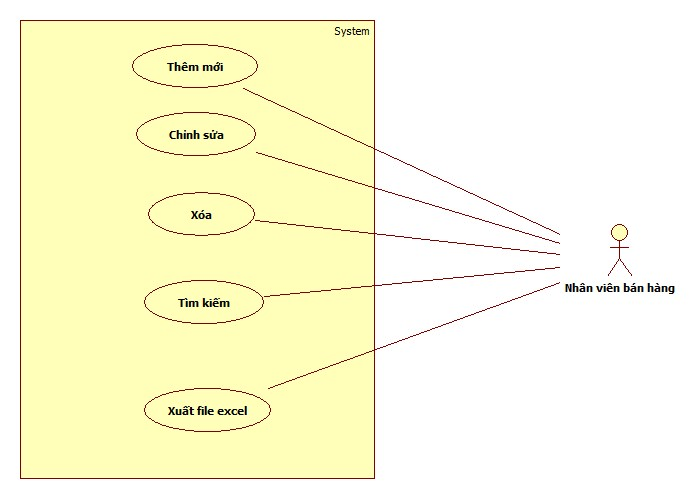 System
Thêm mới
Chỉnh sửa
Xóa
Tìm kiếm
Nhân viên bán hàng
Xuất file excel